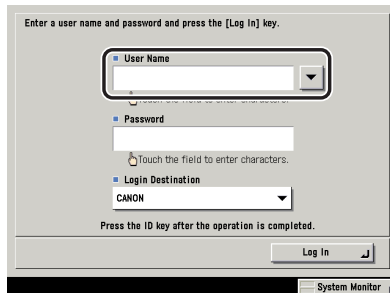 Enter a user name and password and press the [Log In] key.
User Name
Touch the field to enter characters.
Password
Touch the field to enter characters.
Login Destination
CANON
Press the ID key after the operation is completed.
Log In
System Monitor